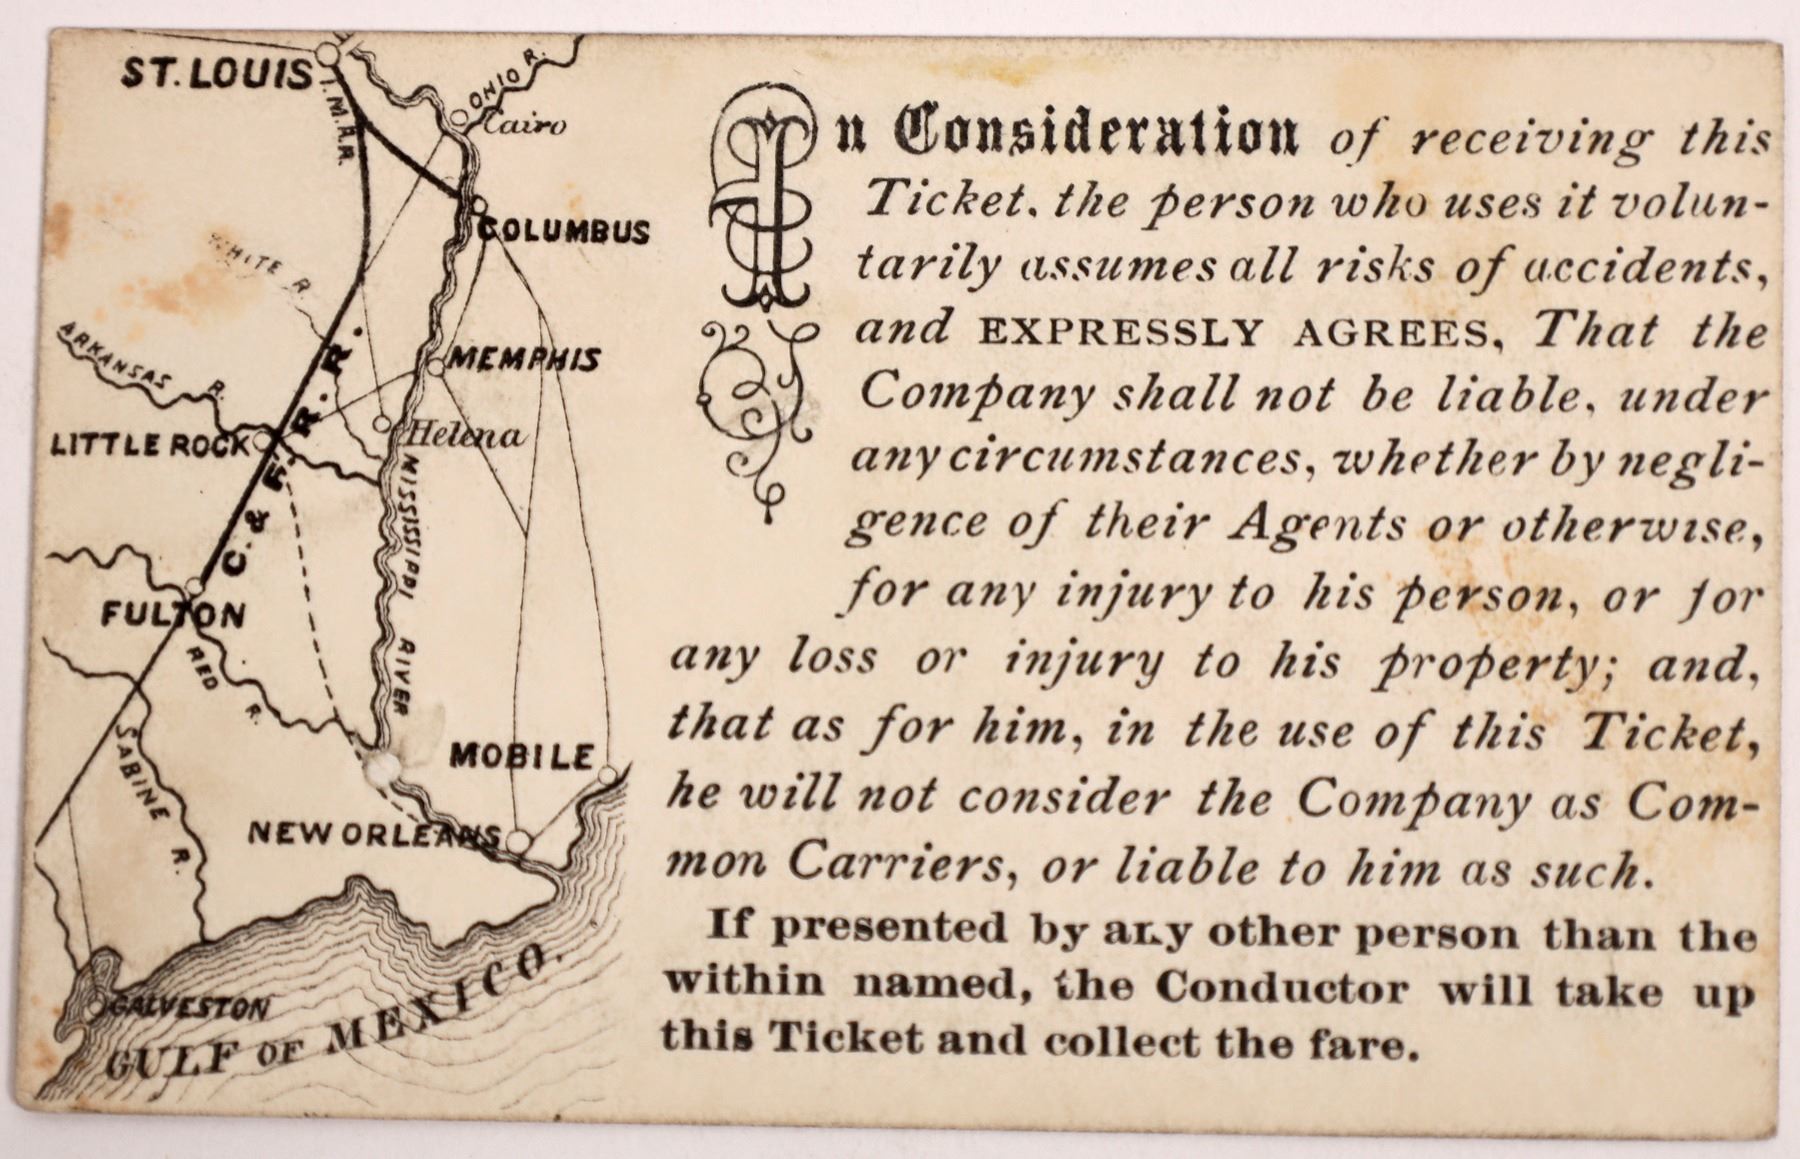 ST. LOUIS
I. M. R. R.
OHIO R.
Cairo
COLUMBUS
WHITE R.
ARKANSAS R.
MEMPHIS
Helena
LITTLE ROCK
C. & F. R. R.
MISSISSIPPI RIVER
FULTON
RED R.
SABINE R.
MOBILE
NEW ORLEANS
GALVESTON
GULF OF MEXICO.
In Consideration of receiving this
Ticket, the person who uses it volun-
tarily assumes all risks of accidents,
and EXPRESSLY AGREES, That the
Company shall not be liable, under
any circumstances, whether by negli-
gence of their Agents or otherwise,
for any injury to his person, or for
any loss or injury to his property; and,
that as for him, in the use of this Ticket,
he will not consider the Company as Com-
mon Carriers, or liable to him as such.
If presented by any other person than the
within named, the Conductor will take up
this Ticket and collect the fare.